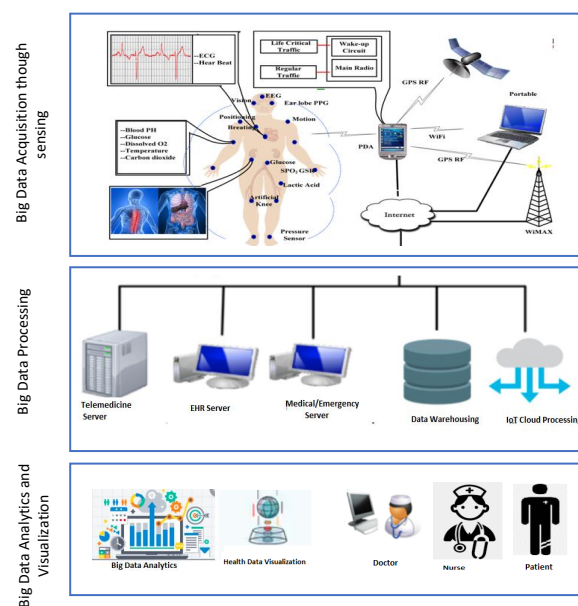 Big Data Acquisition though
sensing
--ECG
--Hear Beat
Life Critical
Traffic
Wake-up
Circuit
Regular
Traffic
Main Radio
EEG
Vision
Ear lobe PPG
Positioning
Motion
Breating
--Blood PH
--Glucose
--Dissolved O2
--Temperature
--Carbon dioxide
Glucose
SPO2 GSR
Lactic Acid
Artificial
Knee
Pressure
Sensor
GPS RF
Portable
PDA
WiFi
GPS RF
Internet
WiMAX
Big Data Processing
Telemedicine
Server
EHR Server
Medical/Emergency
Server
Data Warehousing
IoT Cloud Processing
Big Data Analytics and
Visualization
Big Data Analytics
Health Data Visualization
Doctor
Nurse
Patient